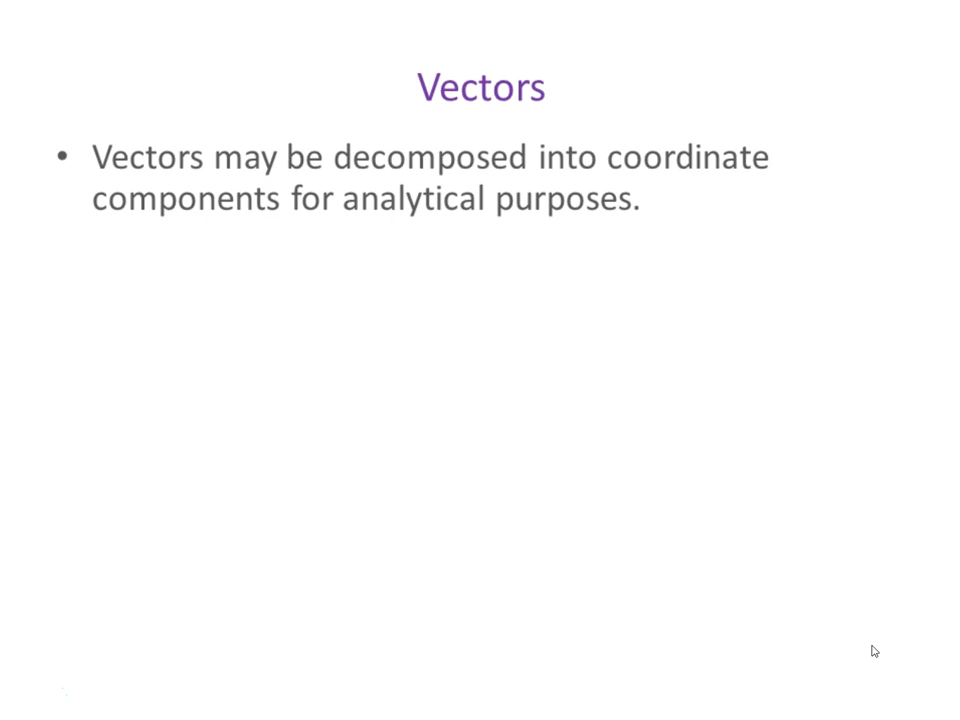 Vectors
• Vectors may be decomposed into coordinate
components for analytical purposes.